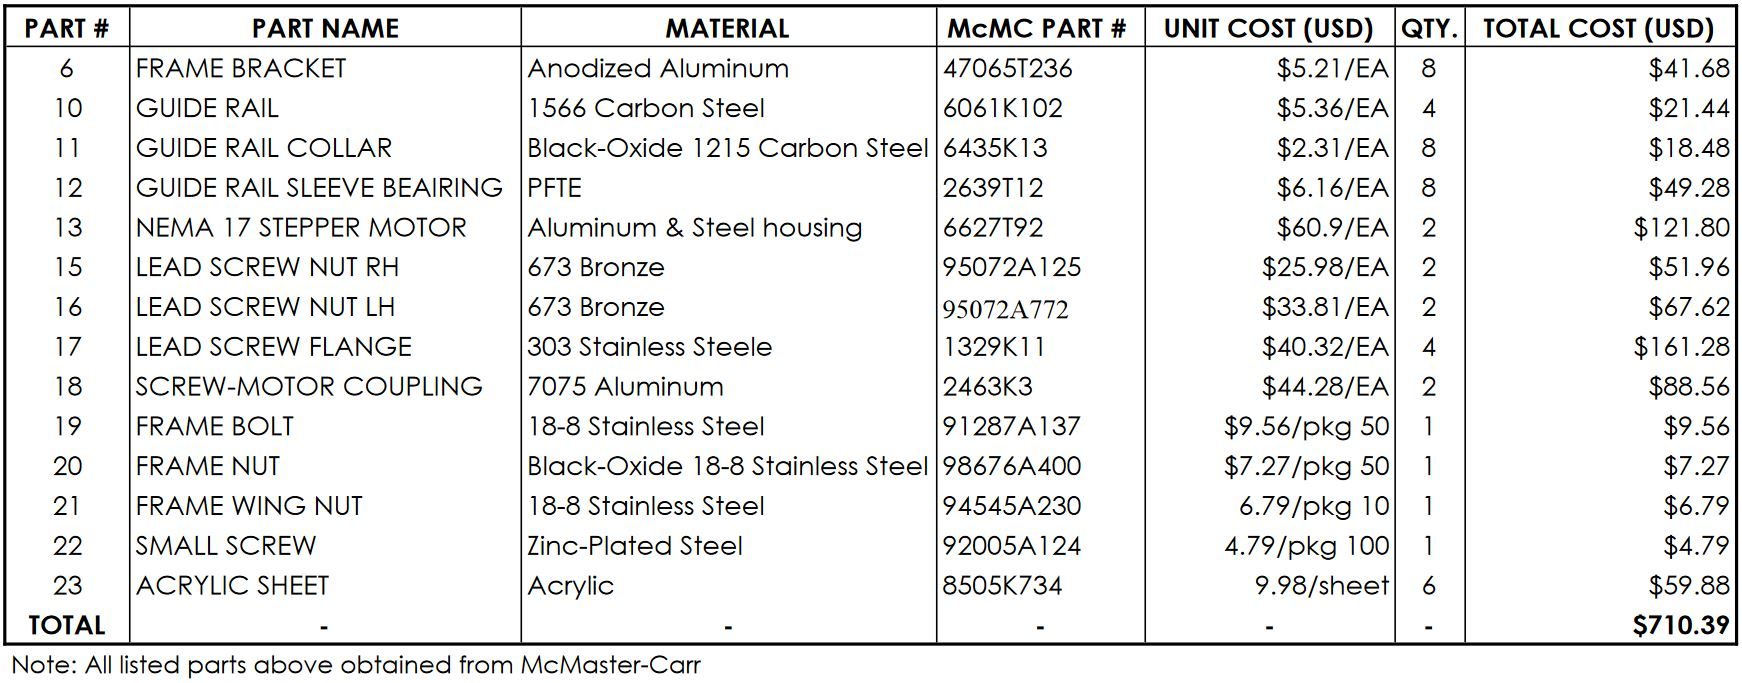 PART # PART NAME MATERIAL McMC PART # UNIT COST (USD) QTY. TOTAL COST (USD)
6 FRAME BRACKET Anodized Aluminum 47065T236 $5.21/EA 8 $41.68
10 GUIDE RAIL 1566 Carbon Steel 6061K102 $5.36/EA 4 $21.44
11 GUIDE RAIL COLLAR Black-Oxide 1215 Carbon Steel 6435K13 $2.31/EA 8 $18.48
12 GUIDE RAIL SLEEVE BEAIRING PFTE 2639T12 $6.16/EA 8 $49.28
13 NEMA 17 STEPPER MOTOR Aluminum & Steel housing 6627T92 $60.9/EA 2 $121.80
15 LEAD SCREW NUT RH 673 Bronze 95072A125 $25.98/EA 2 $51.96
16 LEAD SCREW NUT LH 673 Bronze 95072A772 $33.81/EA 2 $67.62
17 LEAD SCREW FLANGE 303 Stainless Steele 1329K11 $40.32/EA 4 $161.28
18 SCREW-MOTOR COUPLING 7075 Aluminum 2463K3 $44.28/EA 2 $88.56
19 FRAME BOLT 18-8 Stainless Steel 91287A137 $9.56/pkg 50 1 $9.56
20 FRAME NUT Black-Oxide 18-8 Stainless Steel 98676A400 $7.27/pkg 50 1 $7.27
21 FRAME WING NUT 18-8 Stainless Steel 94545A230 6.79/pkg 10 1 $6.79
22 SMALL SCREW Zinc-Plated Steel 92005A124 4.79/pkg 100 1 $4.79
23 ACRYLIC SHEET Acrylic 8505K734 9.98/sheet 6 $59.88
TOTAL - - - - - $710.39
Note: All listed parts above obtained from McMaster-Carr